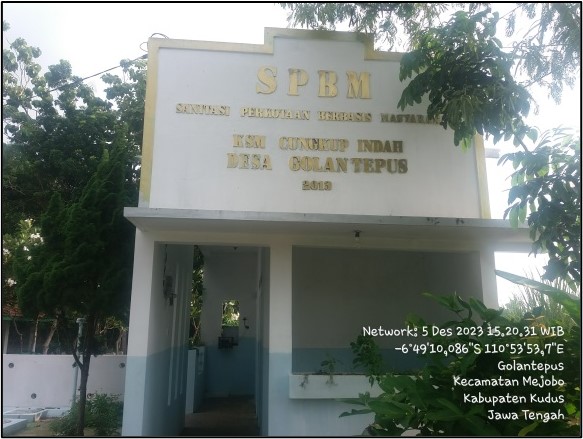 SPBM
SANITASI PERKOTAAN BERBASIS
KSM CUNGKUP INDAH
DESA GOLANTEPUS
2013
Network: 5 Des 2023 15.20.31 WIB
-6°49'10,086"S 110°53'53,7"E
Golantepus
Kecamatan Mejobo
Kabupaten Kudus
Jawa Tengah